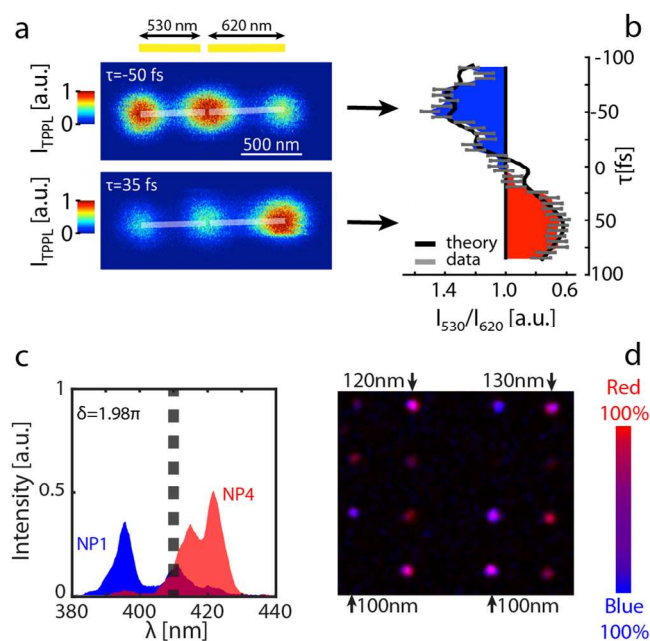 a
530 nm
620 nm
b
I_TPPL [a.u.]
1
0
τ=-50 fs
500 nm
I_TPPL [a.u.]
1
0
τ=35 fs
-100
-50
0
50
100
τ[fs]
theory
data
1.4
1.0
0.6
I_530/I_620 [a.u.]
c
Intensity [a.u.]
1
0.5
0
δ=1.98π
NP1
NP4
380
400
420
440
λ [nm]
d
120nm
130nm
100nm
100nm
Red
100%
Blue
100%